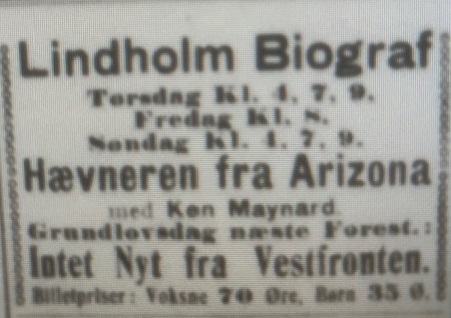 Lindholm Biograf
Torsdag Kl. 4, 7, 9.
Fredag Kl. 8.
Søndag Kl. 4, 7, 9.
Hævneren fra Arizona
med Ken Maynard.
Grundlovsdag næste Forest.:
Intet Nyt fra Vestfronten.
Billetpriser: Voksne 70 Øre, Børn 35 Ø.